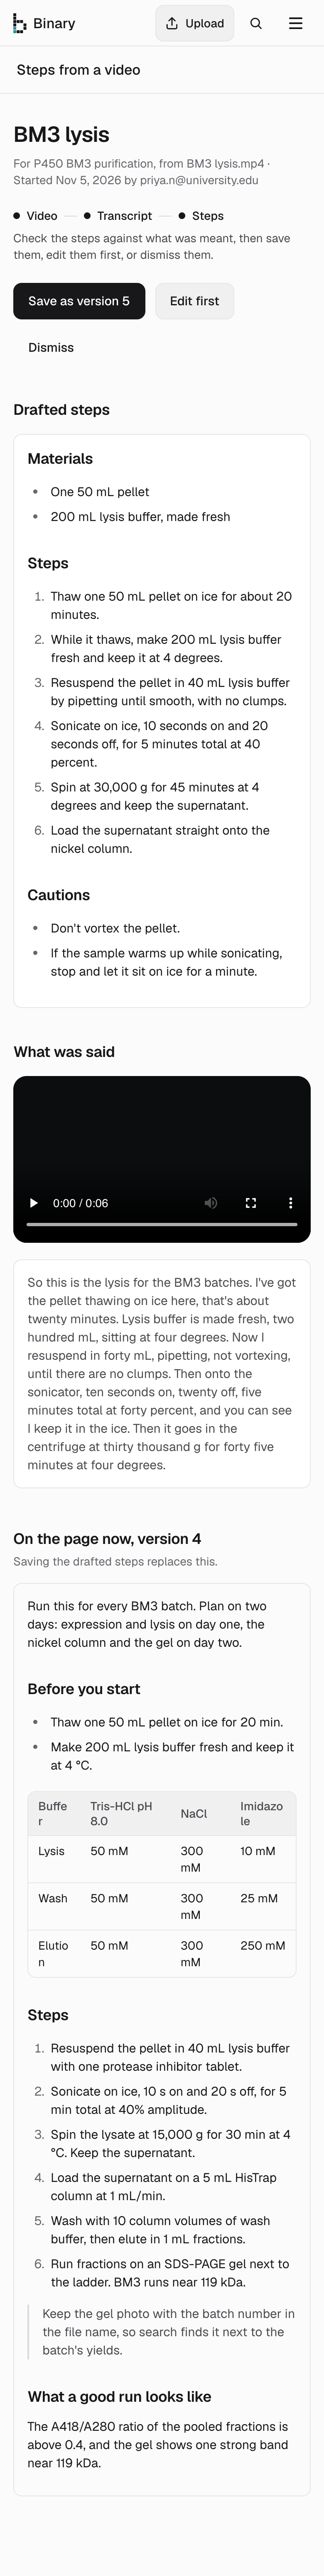 Binary
Upload
Steps from a video
BM3 lysis
For P450 BM3 purification, from BM3 lysis.mp4 ·
Started Nov 5, 2026 by priya.n@university.edu
Video
Transcript
Steps
Check the steps against what was meant, then save
them, edit them first, or dismiss them.
Save as version 5
Edit first
Dismiss
Drafted steps
Materials
• One 50 mL pellet
• 200 mL lysis buffer, made fresh
Steps
1. Thaw one 50 mL pellet on ice for about 20
minutes.
2. While it thaws, make 200 mL lysis buffer
fresh and keep it at 4 degrees.
3. Resuspend the pellet in 40 mL lysis buffer
by pipetting until smooth, with no clumps.
4. Sonicate on ice, 10 seconds on and 20
seconds off, for 5 minutes total at 40
percent.
5. Spin at 30,000 g for 45 minutes at 4
degrees and keep the supernatant.
6. Load the supernatant straight onto the
nickel column.
Cautions
• Don't vortex the pellet.
• If the sample warms up while sonicating,
stop and let it sit on ice for a minute.
What was said
0:00 / 0:06
So this is the lysis for the BM3 batches. I've got
the pellet thawing on ice here, that's about
twenty minutes. Lysis buffer is made fresh, two
hundred mL, sitting at four degrees. Now I
resuspend in forty mL, pipetting, not vortexing,
until there are no clumps. Then onto the
sonicator, ten seconds on, twenty off, five
minutes total at forty percent, and you can see
I keep it in the ice. Then it goes in the
centrifuge at thirty thousand g for forty five
minutes at four degrees.
On the page now, version 4
Saving the drafted steps replaces this.
Run this for every BM3 batch. Plan on two
days: expression and lysis on day one, the
nickel column and the gel on day two.
Before you start
• Thaw one 50 mL pellet on ice for 20 min.
• Make 200 mL lysis buffer fresh and keep it
at 4 °C.
Buffe
r
Tris-HCl pH
8.0
NaCl
Imidazo
le
Lysis
50 mM
300
mM
10 mM
Wash
50 mM
300
mM
25 mM
Elutio
n
50 mM
300
mM
250 mM
Steps
1. Resuspend the pellet in 40 mL lysis buffer
with one protease inhibitor tablet.
2. Sonicate on ice, 10 s on and 20 s off, for 5
min total at 40% amplitude.
3. Spin the lysate at 15,000 g for 30 min at 4
°C. Keep the supernatant.
4. Load the supernatant on a 5 mL HisTrap
column at 1 mL/min.
5. Wash with 10 column volumes of wash
buffer, then elute in 1 mL fractions.
6. Run fractions on an SDS-PAGE gel next to
the ladder. BM3 runs near 119 kDa.
Keep the gel photo with the batch number in
the file name, so search finds it next to the
batch's yields.
What a good run looks like
The A418/A280 ratio of the pooled fractions is
above 0.4, and the gel shows one strong band
near 119 kDa.